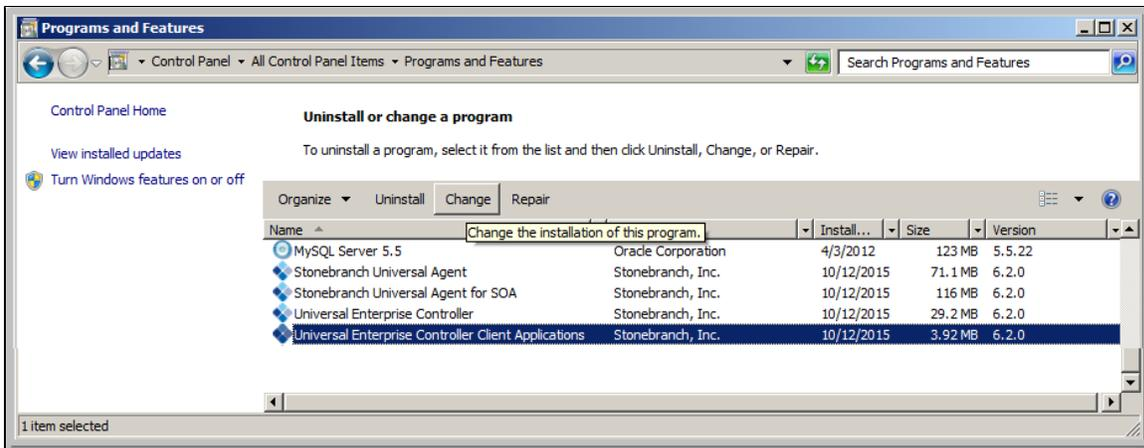 Programs and Features
Control Panel All Control Panel Items Programs and Features Search Programs and Features
Control Panel Home
Uninstall or change a program
View installed updates
To uninstall a program, select it from the list and then click Uninstall, Change, or Repair.
Turn Windows features on or off
Organize Uninstall Change Repair
Name Install... Size Version
Change the installation of this program.
MySQL Server 5.5 Oracle Corporation 4/3/2012 123 MB 5.5.22
Stonebranch Universal Agent Stonebranch, Inc. 10/12/2015 71.1 MB 6.2.0
Stonebranch Universal Agent for SOA Stonebranch, Inc. 10/12/2015 116 MB 6.2.0
Universal Enterprise Controller Stonebranch, Inc. 10/12/2015 29.2 MB 6.2.0
Universal Enterprise Controller Client Applications Stonebranch, Inc. 10/12/2015 3.92 MB 6.2.0
1 item selected